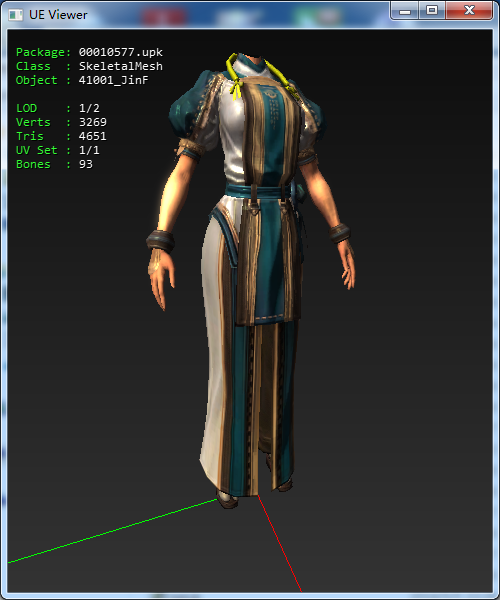 UE Viewer
Package: 00010577.upk
Class : SkeletalMesh
Object : 41001_JinF
LOD : 1/2
Verts : 3269
Tris : 4651
UV Set : 1/1
Bones : 93